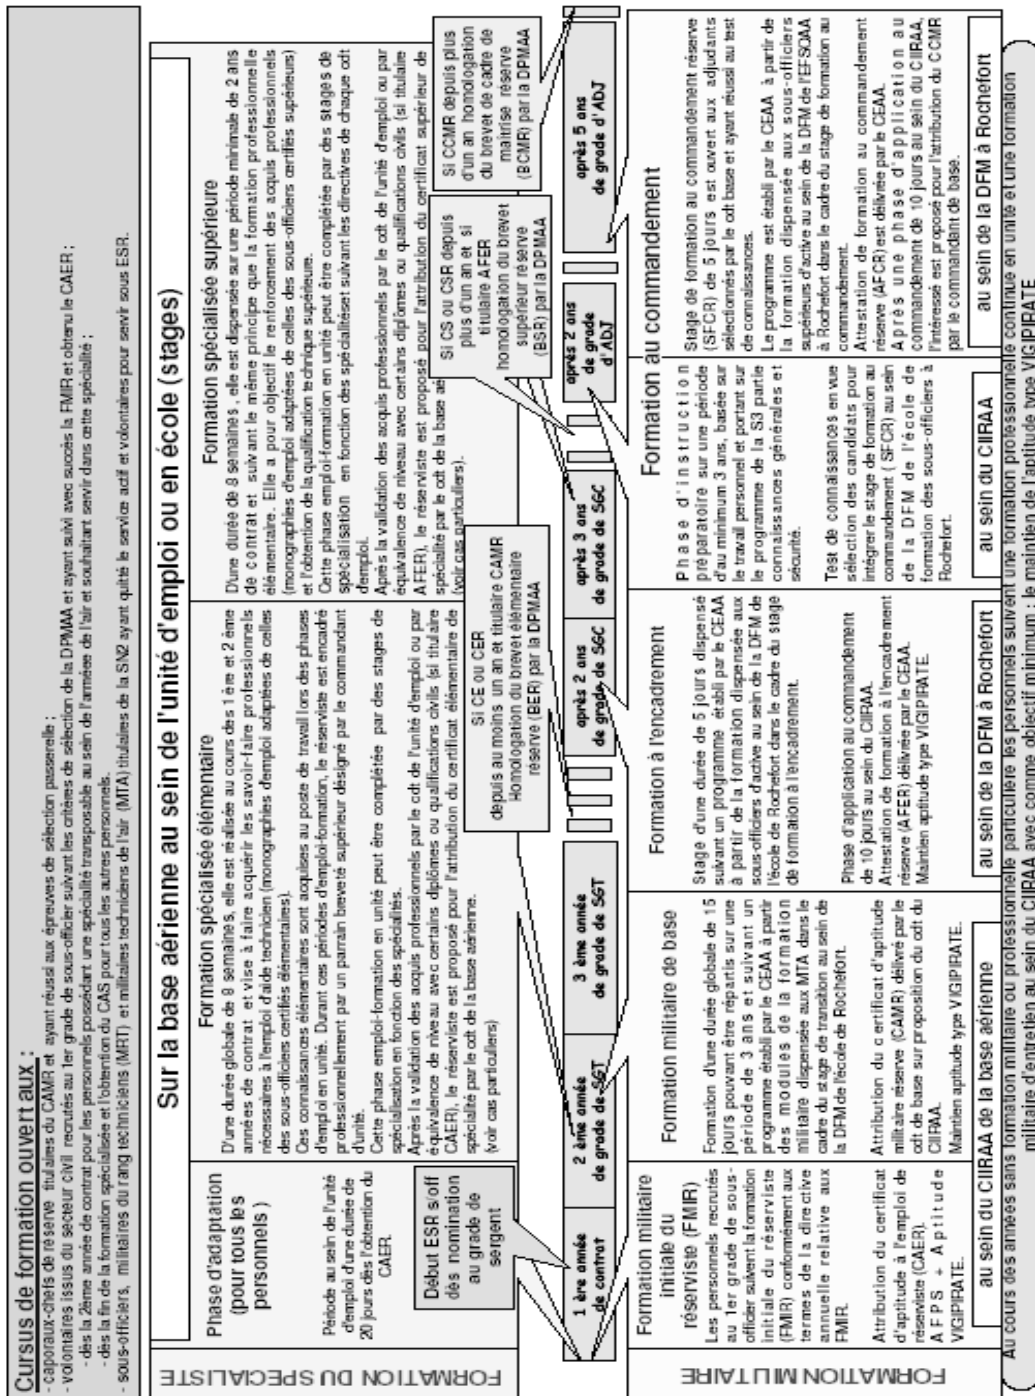 Cursus de formation ouvert aux :
- caporaux-chefs de réserve titulaires du CAMR et ayant réussi aux épreuves de sélection passerelle ;
- volontaires issus du secteur civil recrutés au 1er grade de sous-officier suivant les critères de sélection de la DPMAA et ayant suivi avec succès la FMIR et obtenu le CAER ;
- dès la 2ème année de contrat pour les personnels possédant une spécialité transposable au sein de l'armée de l'air et souhaitant servir dans cette spécialité ;
- dès la fin de la formation spécialisée et l'obtention du CAS pour tous les autres personnels.
- sous-officiers, militaires du rang techniciens (MRT) et militaires techniciens de l'air (MTA) titulaires de la SN2 ayant quitté le service actif et volontaires pour servir sous ESR.
FORMATION DU SPECIALISTE
Sur la base aérienne au sein de l'unité d'emploi ou en école (stages)
Phase d'adaptation
(pour tous les
personnels )
Période au sein de l'unité
d'emploi d'une durée de
20 jours dès l'obtention du
CAER.
Formation spécialisée élémentaire
D'une durée globale de 8 semaines, elle est réalisée au cours des 1 ère et 2 ème
années de contrat et vise à faire acquérir les savoir-faire professionnels
nécessaires à l'emploi d'aide technicien (monographies d'emploi adaptées de celles
des sous-officiers certifiés élémentaires).
Ces connaissances élémentaires sont acquises au poste de travail lors des phases
d'emploi en unité. Durant ces périodes d'emploi-formation, le réserviste est encadré
professionnellement par un parrain breveté supérieur désigné par le commandant
d'unité.
Cette phase emploi-formation en unité peut être complétée par des stages de
spécialisation en fonction des spécialités.
Après la validation des acquis professionnels par le cdt de l'unité d'emploi ou par
équivalence de niveau avec certains diplômes ou qualifications civils (si titulaire
CAER), le réserviste est proposé pour l'attribution du certificat élémentaire de
spécialité par le cdt de la base aérienne.
(voir cas particuliers)
Formation spécialisée supérieure
D'une durée de 8 semaines, elle est dispensée sur une période minimale de 2 ans
de contrat et suivant le même principe que la formation professionnelle
élémentaire. Elle a pour objectif le renforcement des acquis professionnels
(monographies d'emploi adaptées de celles des sous-officiers certifiés supérieurs)
et l'obtention de la qualification technique supérieure.
Cette phase emploi-formation en unité peut être complétée par des stages de
spécialisation en fonction des spécialités et suivant les directives de chaque cdt
d'emploi.
Après la validation des acquis professionnels par le cdt de l'unité d'emploi ou par
équivalence de niveau avec certains diplômes ou qualifications civils (si titulaire
AFER), le réserviste est proposé pour l'attribution du certificat supérieur de
spécialité par le cdt de la base aé
(voir cas particuliers).
Début ESR s/off
dès nomination
au grade de
sergent
Si CE ou CER
depuis au moins un an et titulaire CAMR
Homologation du brevet élémentaire
réserve (BER) par la DPMAA
Si CS ou CSR depuis
plus d'un an et si
titulaire AFER
homologation du brevet
supérieur réserve
(BSR) par la DPMAA
Si CCMR depuis plus
d'un an homologation
du brevet de cadre de
maitrise réserve
(BCMR) par la DPMAA
1 ère année
de contrat
2 ème année
de grade de SGT
3 ème année
de grade de SGT
après 2 ans
de grade de SGC
après 3 ans
de grade de SGC
après 2 ans
de grade
d' ADJ
après 5 ans
de grade d' ADJ
FORMATION MILITAIRE
Formation militaire
initiale du
réserviste (FMIR)
Les personnels recrutés
au 1er grade de sous-
officier suivent la formation
initiale du réserviste
(FMIR) conformément aux
termes de la directive
annuelle relative aux
FMIR.
Attribution du certificat
d'aptitude à l'emploi de
réserviste (CAER).
AFPS + Aptitude
VIGIPIRATE.
Formation militaire de base
Formation d'une durée globale de 15
jours pouvant être répartis sur une
période de 3 ans et suivant un
programme établi par le CEAA à partir
des modules de la formation
militaire dispensée aux MTA dans le
cadre du stage de transition au sein de
la DFM de l'école de Rochefort.
Attribution du certificat d'aptitude
militaire réserve (CAMR) délivré par le
cdt de base sur proposition du cdt du
CIIRAA.
Maintien aptitude type VIGIPIRATE.
au sein du CIIRAA de la base aérienne
Formation à l'encadrement
Stage d'une durée de 5 jours dispensé
suivant un programme établi par le CEAA
à partir de la formation dispensée aux
sous-officiers d'active au sein de la DFM de
l'école de Rochefort dans le cadre du stage
de formation à l'encadrement.
Phase d'application au commandement
de 10 jours au sein du CIIRAA.
Attestation de formation à l'encadrement
réserve (AFER) délivrée par le CEAA.
Maintien aptitude type VIGIPIRATE.
au sein de la DFM à Rochefort
Formation au commandement
Phase d'instruction
préparatoire sur une période
d'au minimum 3 ans, basée sur
le travail personnel et portant sur
le programme de la S3 partie
connaissances générales et
sécurité.
Test de connaissances en vue
sélection des candidats pour
intégrer le stage de formation au
commandement ( SFCR) au sein
de la DFM de l'école de
formation des sous-officiers à
Rochefort.
au sein du CIIRAA
Stage de formation au commandement réserve
(SFCR) de 5 jours est ouvert aux adjudants
sélectionnés par le cdt base et ayant réussi au test
de connaissances.
Le programme est établi par le CEAA à partir de
la formation dispensée aux sous-officiers
supérieurs d'active au sein de la DFM de l'EFSOAA
à Rochefort dans le cadre du stage de formation au
commandement.
Attestation de formation au commandement
réserve (AFCR) est délivrée par le CEAA.
Après une phase d'application au
commandement de 10 jours au sein du CIIRAA,
l'intéressé est proposé pour l'attribution du CCMR
par le commandant de base.
au sein de la DFM à Rochefort
Au cours des années sans formation militaire ou professionnelle particulière les personnels suivent une formation professionnelle continue en unité et une formation
militaire d'entretien au sein du CIIRAA avec comme objectif minimum : le maintien de l'aptitude type VIGIPIRATE